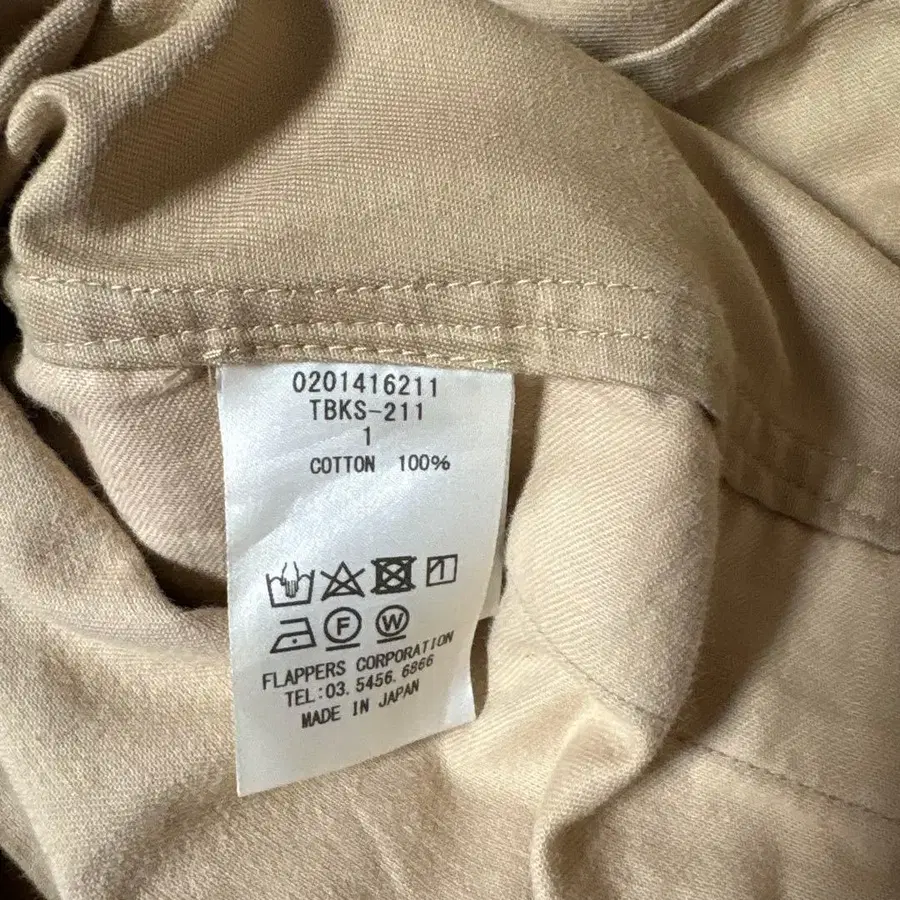 0201416211
TBKS-211
1
COTTON 100%
F W
FLAPPERS CORPORATION
TEL:03.5456.6866
MADE IN JAPAN